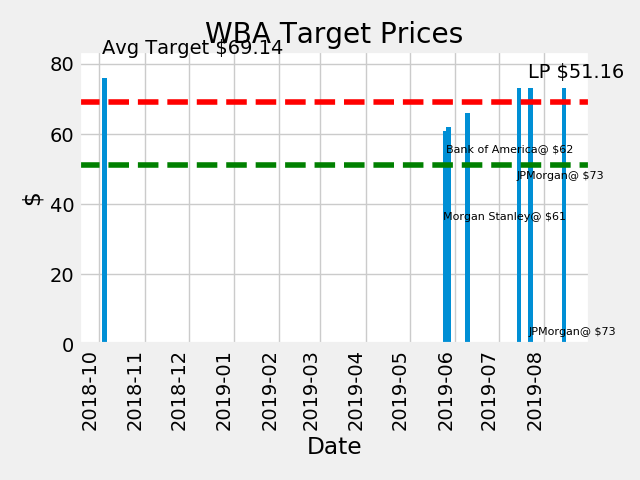 WBA Target Prices
Avg Target $69.14
LP $51.16
80
60
40
20
0
$
Bank of America@ $62
JPMorgan@ $73
Morgan Stanley@ $61
JPMorgan@ $73
2018-10
2018-11
2018-12
2019-01
2019-02
2019-03
2019-04
2019-05
2019-06
2019-07
2019-08
Date